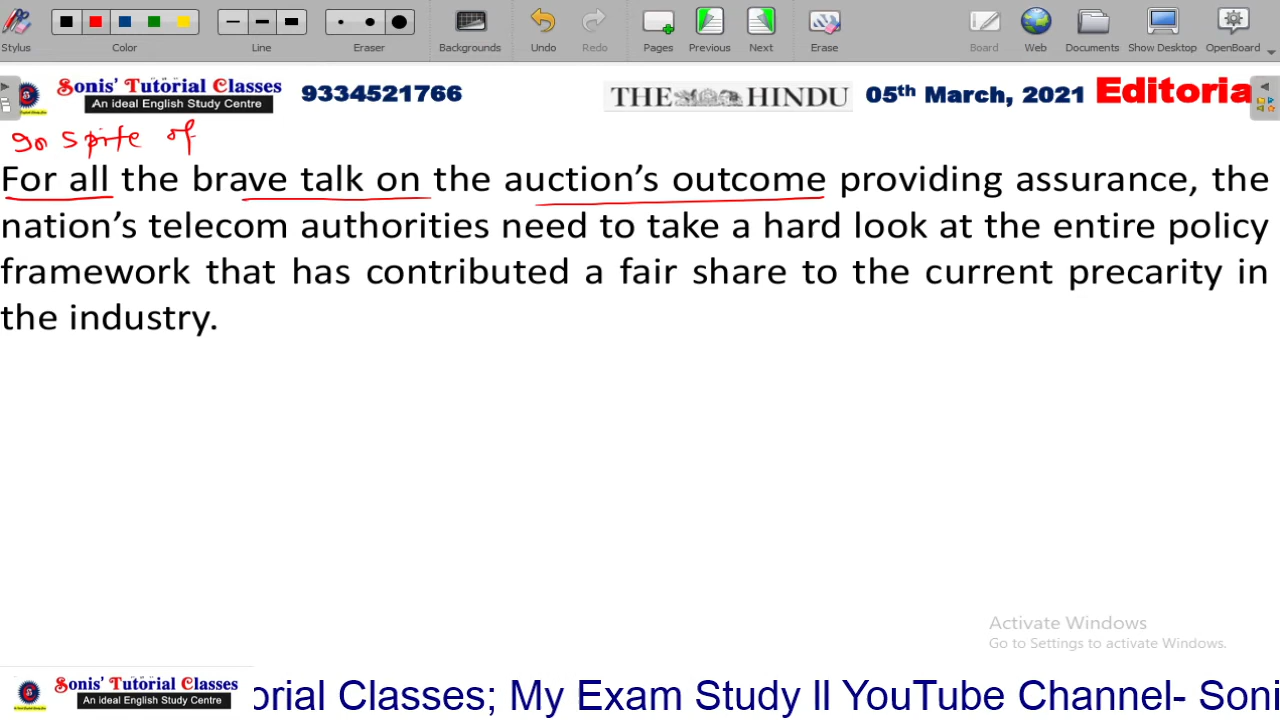 Stylus Color Line Eraser Backgrounds Undo Redo Pages Previous Next Erase Board Web Documents Show Desktop OpenBoard
Sonis' Tutorial Classes
An ideal English Study Centre
9334521766
THE HINDU
05th March, 2021
Editoria
In spite of
For all the brave talk on the auction's outcome providing assurance, the
nation's telecom authorities need to take a hard look at the entire policy
framework that has contributed a fair share to the current precarity in
the industry.
Activate Windows
Go to Settings to activate Windows.
Sonis' Tutorial Classes
An ideal English Study Centre
orial Classes; My Exam Study II YouTube Channel- Soni